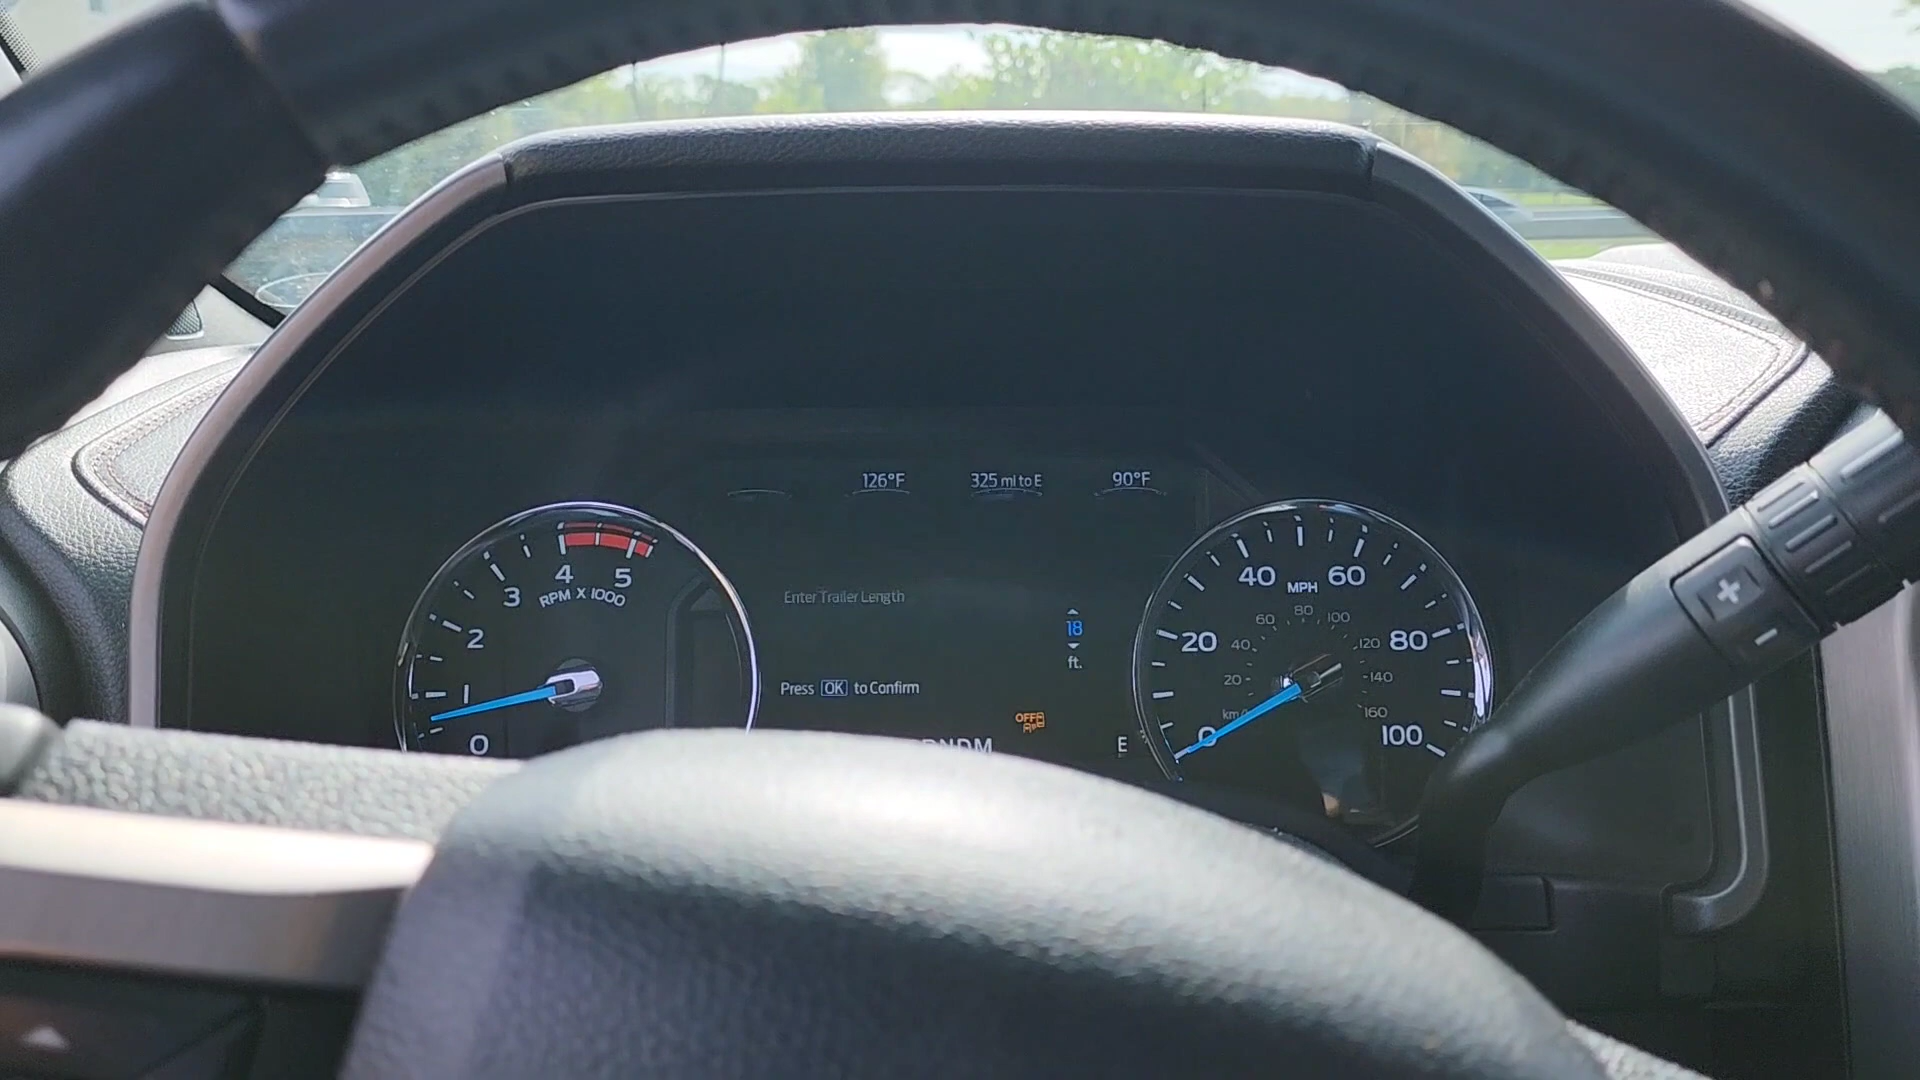 126°F 325 mi to E 90°F
4 5
3
RPM X 1000
2
1
0
Enter Trailer Length
18
ft.
Press OK to Confirm
OFF
E
40 MPH 60
20 80
0 100
60 80 100
40 120
20 140
km/ 160
+
-